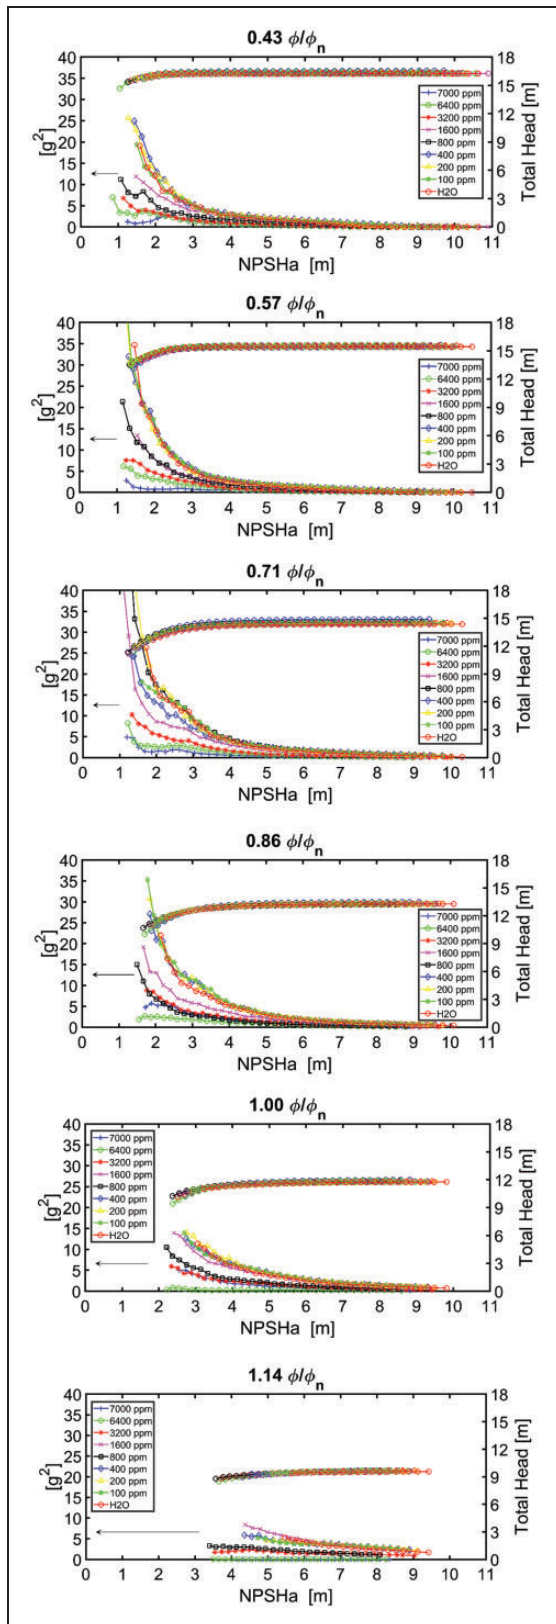 0.43 ϕ/ϕn
40
35
30
25
20
15
10
5
0
[g²]
18
15
12
9
6
3
0
Total Head [m]
7000 ppm
6400 ppm
3200 ppm
1600 ppm
800 ppm
400 ppm
200 ppm
100 ppm
H2O
0 1 2 3 4 5 6 7 8 9 10 11
NPSHa [m]
0.57 ϕ/ϕn
40
35
30
25
20
15
10
5
0
[g²]
18
15
12
9
6
3
0
Total Head [m]
7000 ppm
6400 ppm
3200 ppm
1600 ppm
800 ppm
400 ppm
200 ppm
100 ppm
H2O
0 1 2 3 4 5 6 7 8 9 10 11
NPSHa [m]
0.71 ϕ/ϕn
40
35
30
25
20
15
10
5
0
[g²]
18
15
12
9
6
3
0
Total Head [m]
7000 ppm
6400 ppm
3200 ppm
1600 ppm
800 ppm
400 ppm
200 ppm
100 ppm
H2O
0 1 2 3 4 5 6 7 8 9 10 11
NPSHa [m]
0.86 ϕ/ϕn
40
35
30
25
20
15
10
5
0
[g²]
18
15
12
9
6
3
0
Total Head [m]
7000 ppm
6400 ppm
3200 ppm
1600 ppm
800 ppm
400 ppm
200 ppm
100 ppm
H2O
0 1 2 3 4 5 6 7 8 9 10 11
NPSHa [m]
1.00 ϕ/ϕn
40
35
30
25
20
15
10
5
0
[g²]
7000 ppm
6400 ppm
3200 ppm
1600 ppm
800 ppm
400 ppm
200 ppm
100 ppm
H2O
18
15
12
9
6
3
0
Total Head [m]
0 1 2 3 4 5 6 7 8 9 10 11
NPSHa [m]
1.14 ϕ/ϕn
40
35
30
25
20
15
10
5
0
[g²]
7000 ppm
6400 ppm
3200 ppm
1600 ppm
800 ppm
400 ppm
200 ppm
100 ppm
H2O
18
15
12
9
6
3
0
Total Head [m]
0 1 2 3 4 5 6 7 8 9 10 11
NPSHa [m]